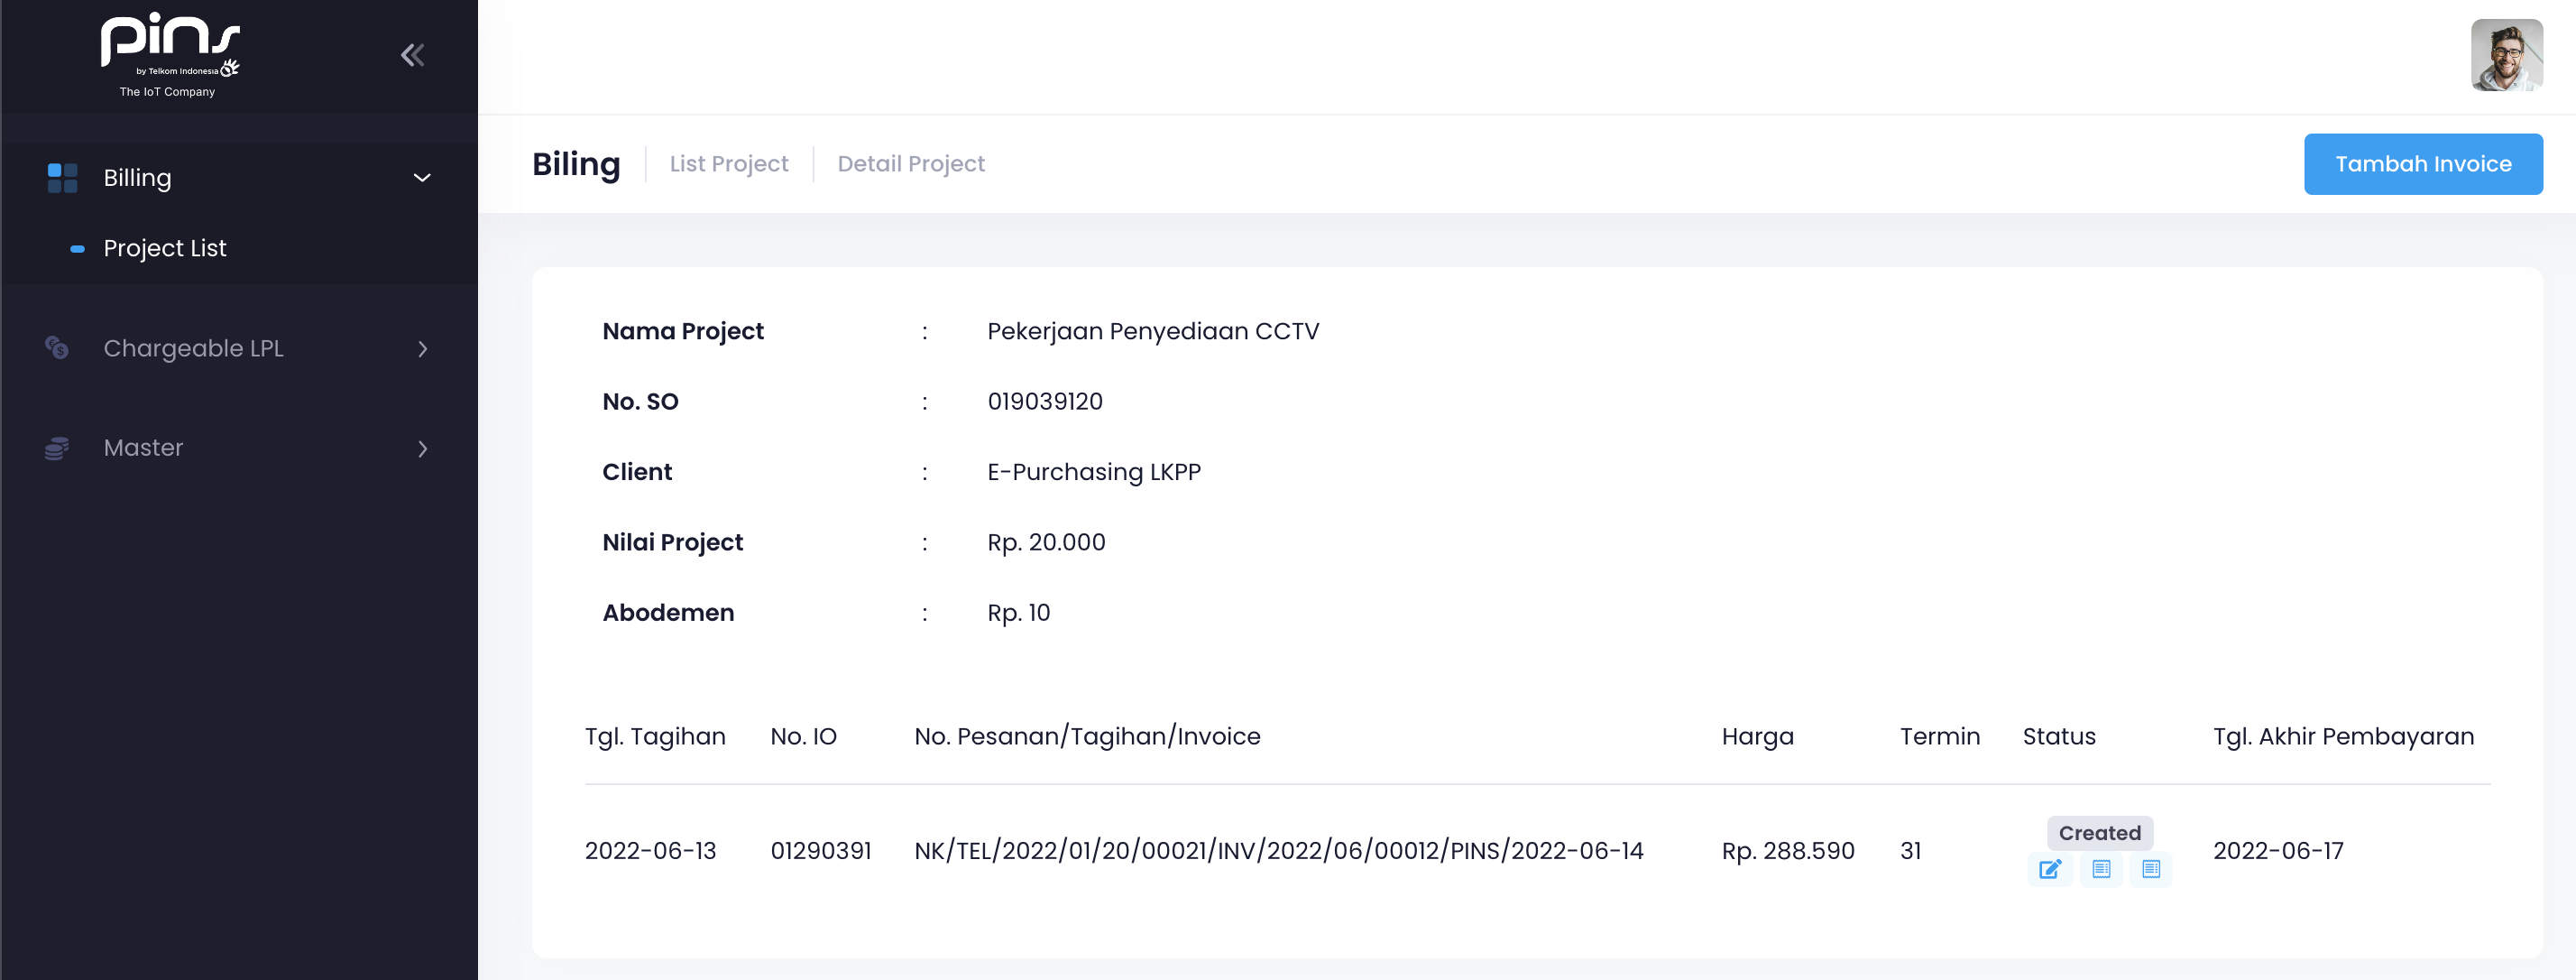 pins
by Telkom Indonesia
The IoT Company
Billing
Project List
Chargeable LPL
Master
Biling
List Project
Detail Project
Tambah Invoice
Nama Project : Pekerjaan Penyediaan CCTV
No. SO : 019039120
Client : E-Purchasing LKPP
Nilai Project : Rp. 20.000
Abodemen : Rp. 10
Tgl. Tagihan No. IO No. Pesanan/Tagihan/Invoice Harga Termin Status Tgl. Akhir Pembayaran
2022-06-13 01290391 NK/TEL/2022/01/20/00021/INV/2022/06/00012/PINS/2022-06-14 Rp. 288.590 31 Created 2022-06-17